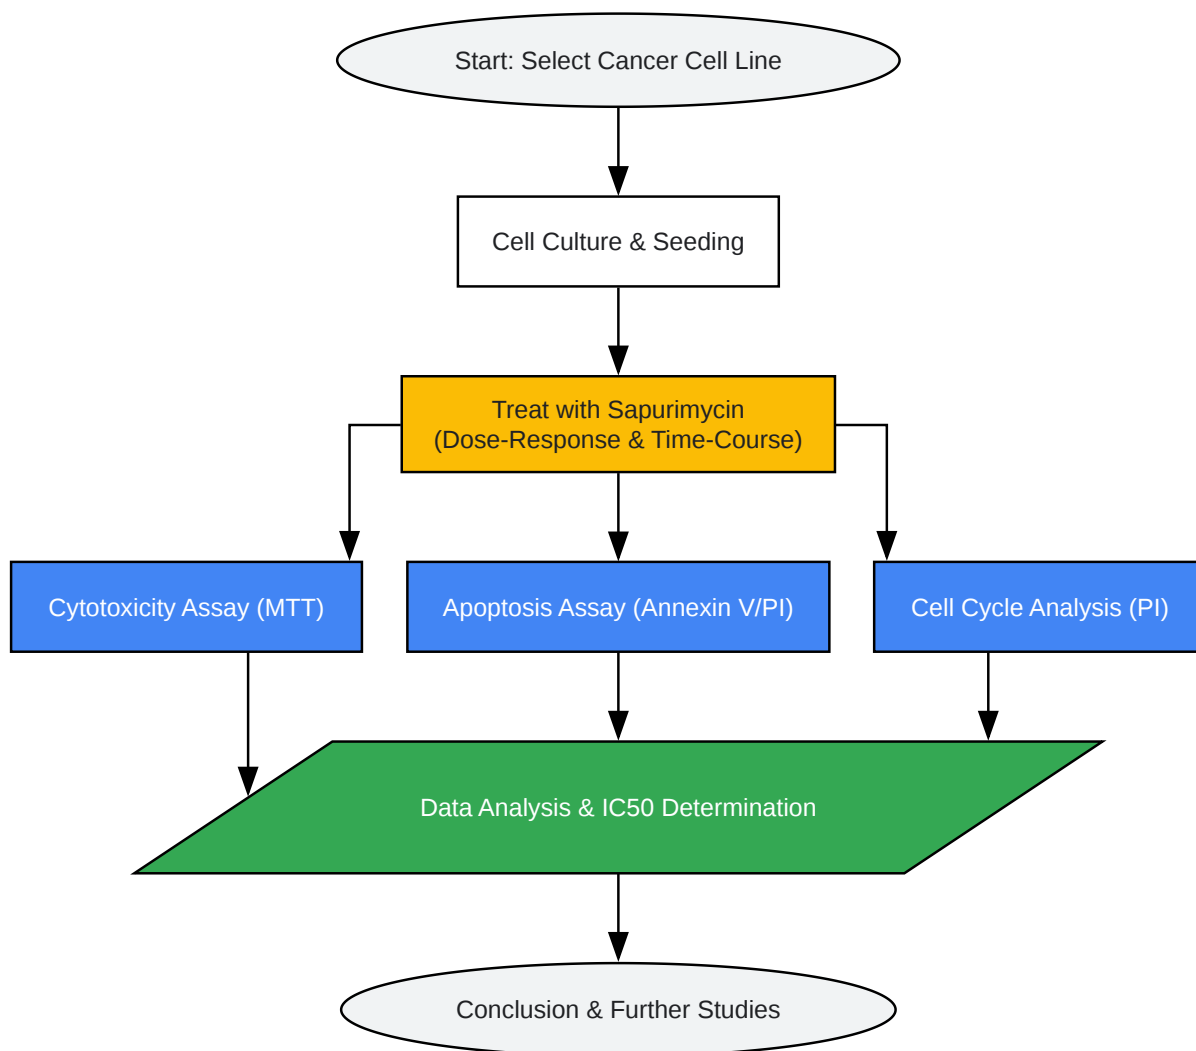 Start: Select Cancer Cell Line
Cell Culture & Seeding
Treat with Sapurimycin
(Dose-Response & Time-Course)
Cytotoxicity Assay (MTT)
Apoptosis Assay (Annexin V/PI)
Cell Cycle Analysis (PI)
Data Analysis & IC50 Determination
Conclusion & Further Studies